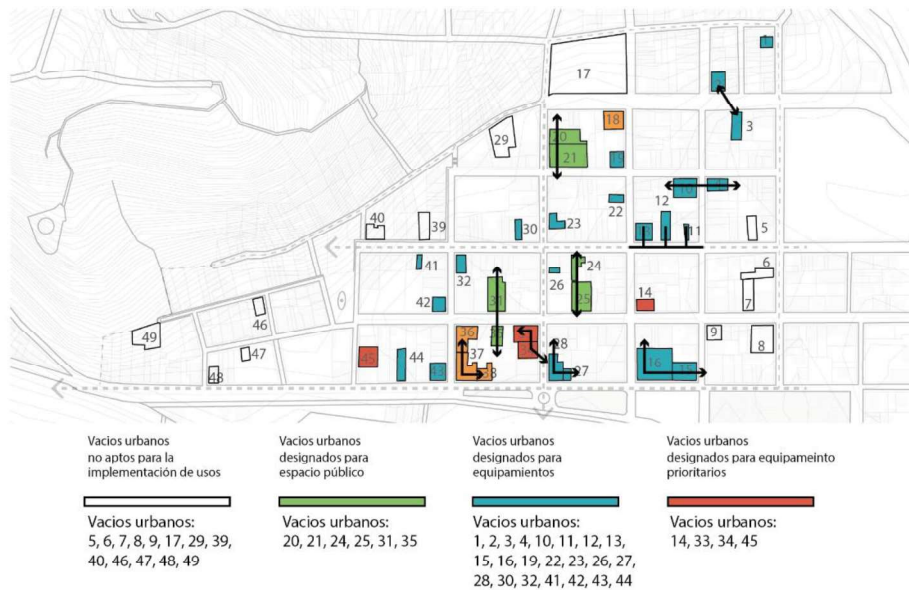 17
18
29
20
3
21
19
22
12
10
40
39
30
23
11
5
41
32
26
24
6
42
31
25
14
7
46
49
47
36
28
9
8
45
44
37
16
48
43
27
Vacios urbanos
no aptos para la
implementación de usos
Vacios urbanos:
5, 6, 7, 8, 9, 17, 29, 39,
40, 46, 47, 48, 49
Vacios urbanos
designados para
espacio público
Vacios urbanos:
20, 21, 24, 25, 31, 35
Vacios urbanos
designados para
equipamientos
Vacios urbanos:
1, 2, 3, 4, 10, 11, 12, 13,
15, 16, 19, 22, 23, 26, 27,
28, 30, 32, 41, 42, 43, 44
Vacios urbanos
designados para equipameinto
prioritarios
Vacios urbanos:
14, 33, 34, 45